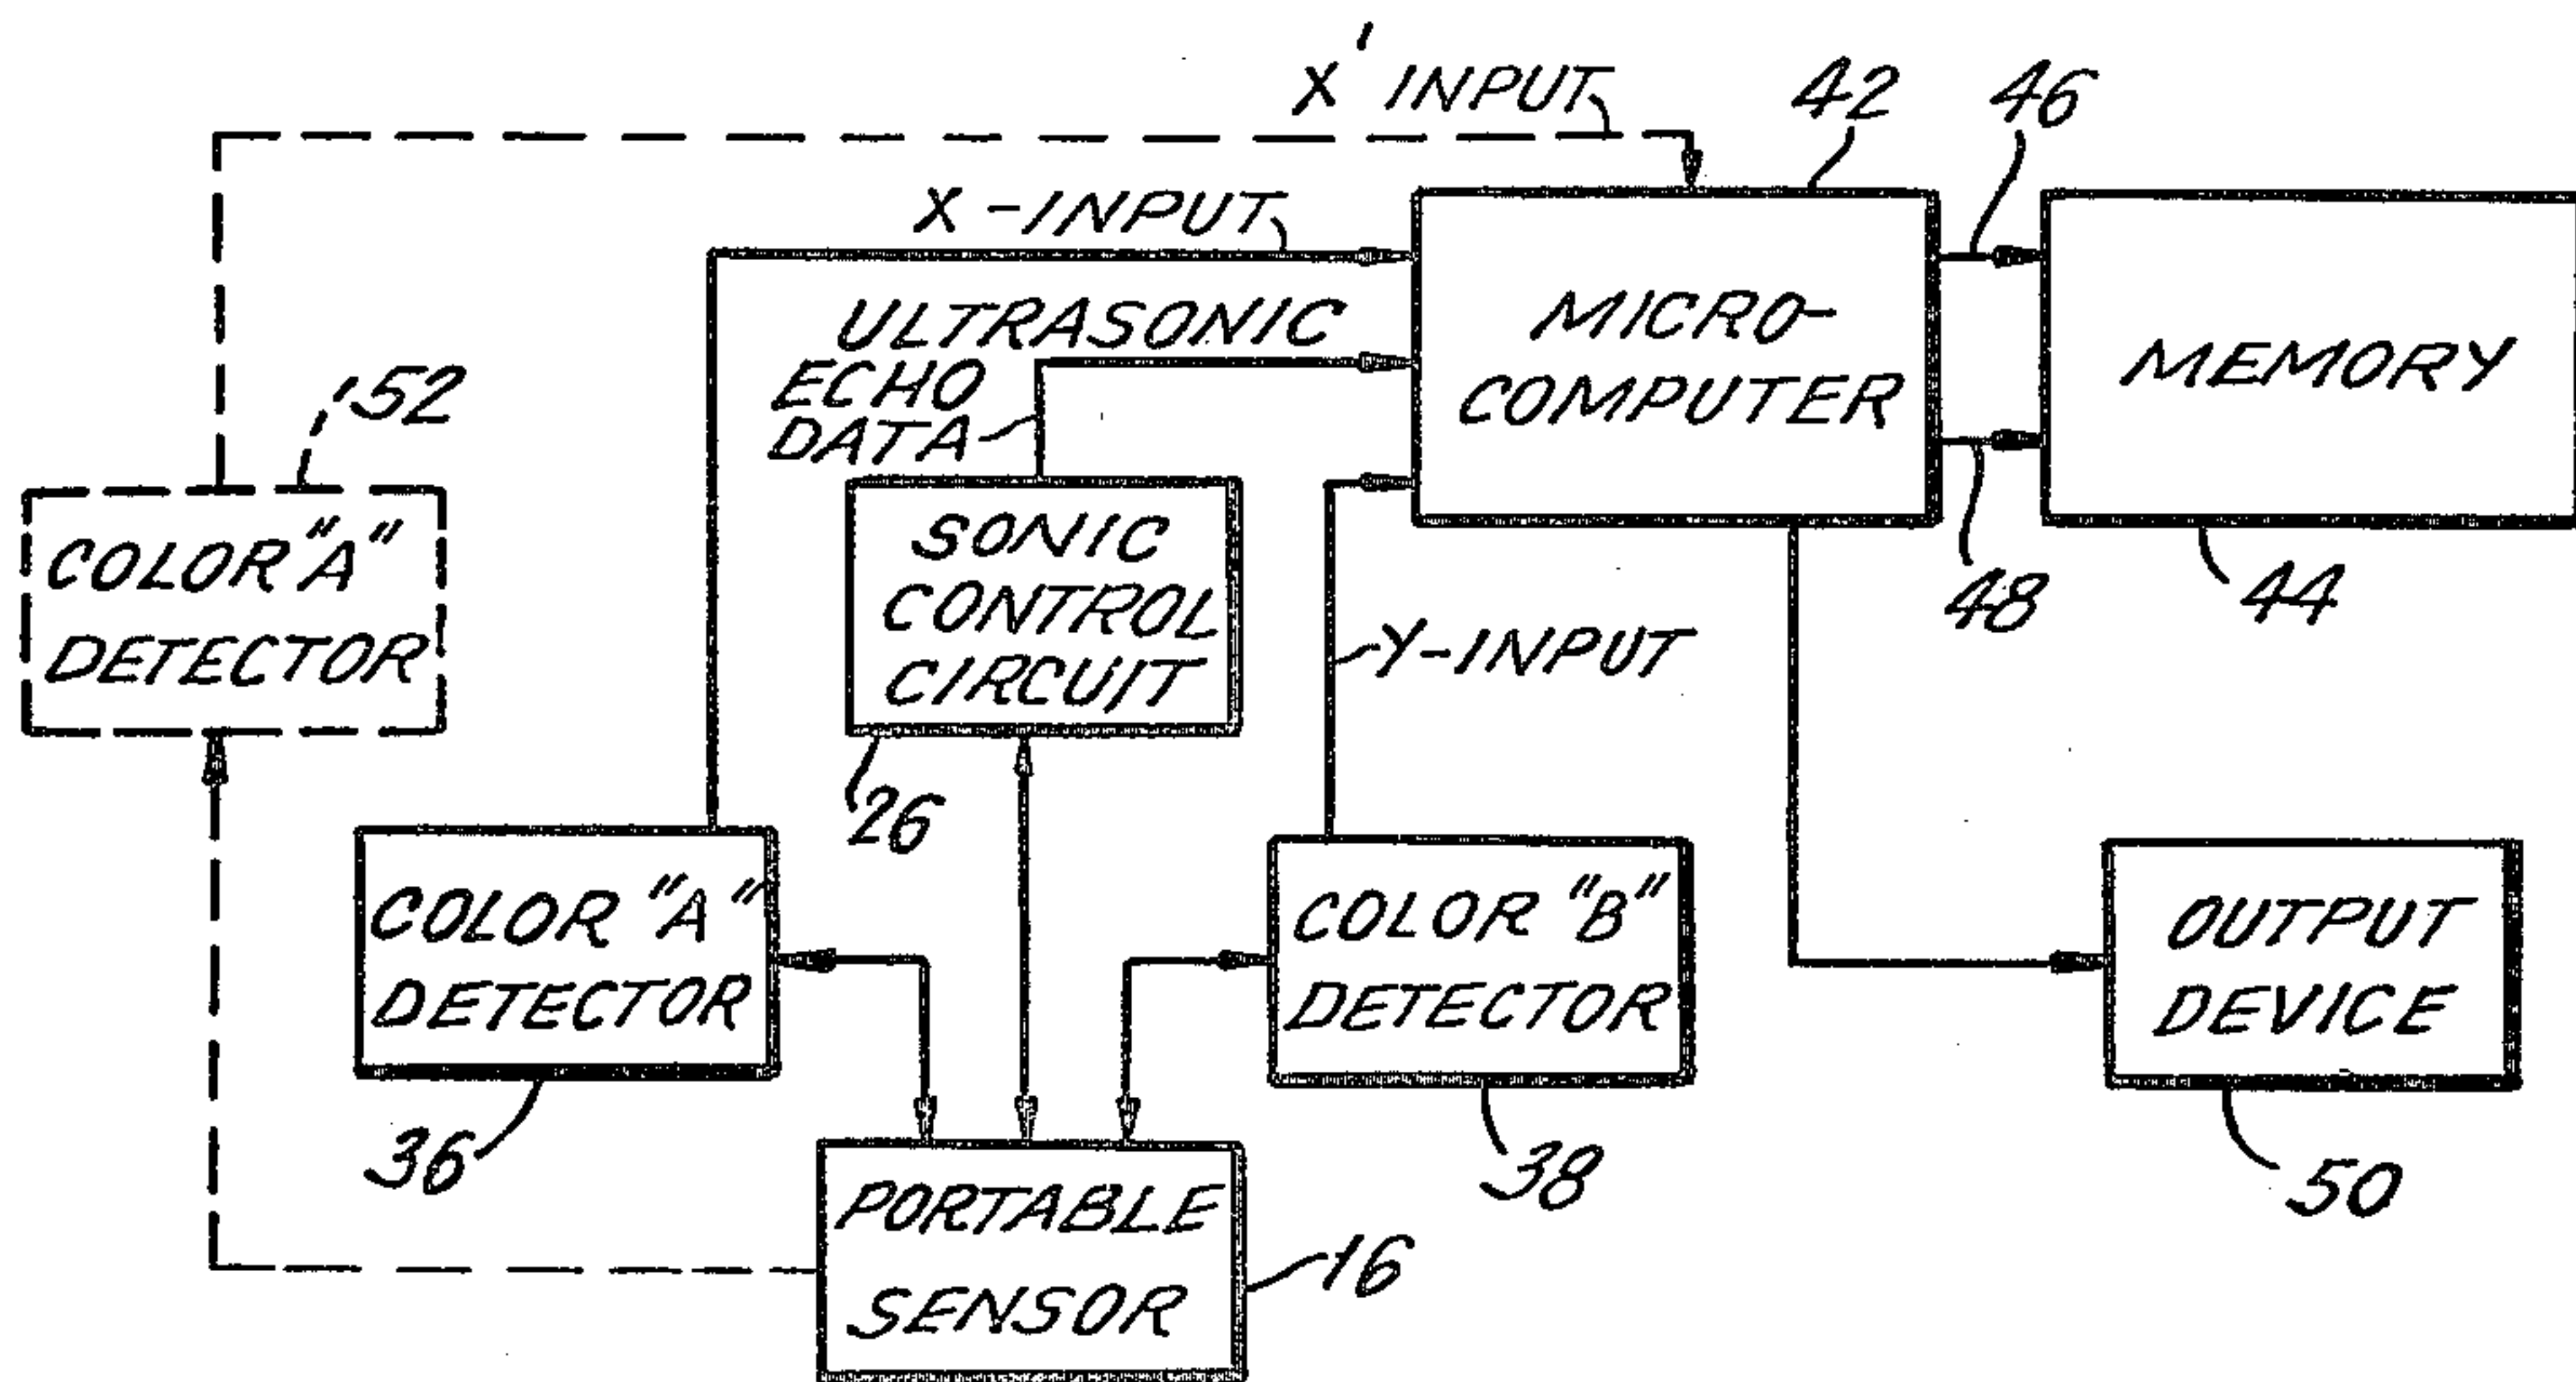 X' INPUT
42
46
X-INPUT
ULTRASONIC
ECHO
DATA
MICRO-
COMPUTER
MEMORY
52
COLOR "A"
DETECTOR
SONIC
CONTROL
CIRCUIT
26
Y-INPUT
48
44
COLOR "A"
DETECTOR
36
COLOR "B"
DETECTOR
38
OUTPUT
DEVICE
50
PORTABLE
SENSOR
16